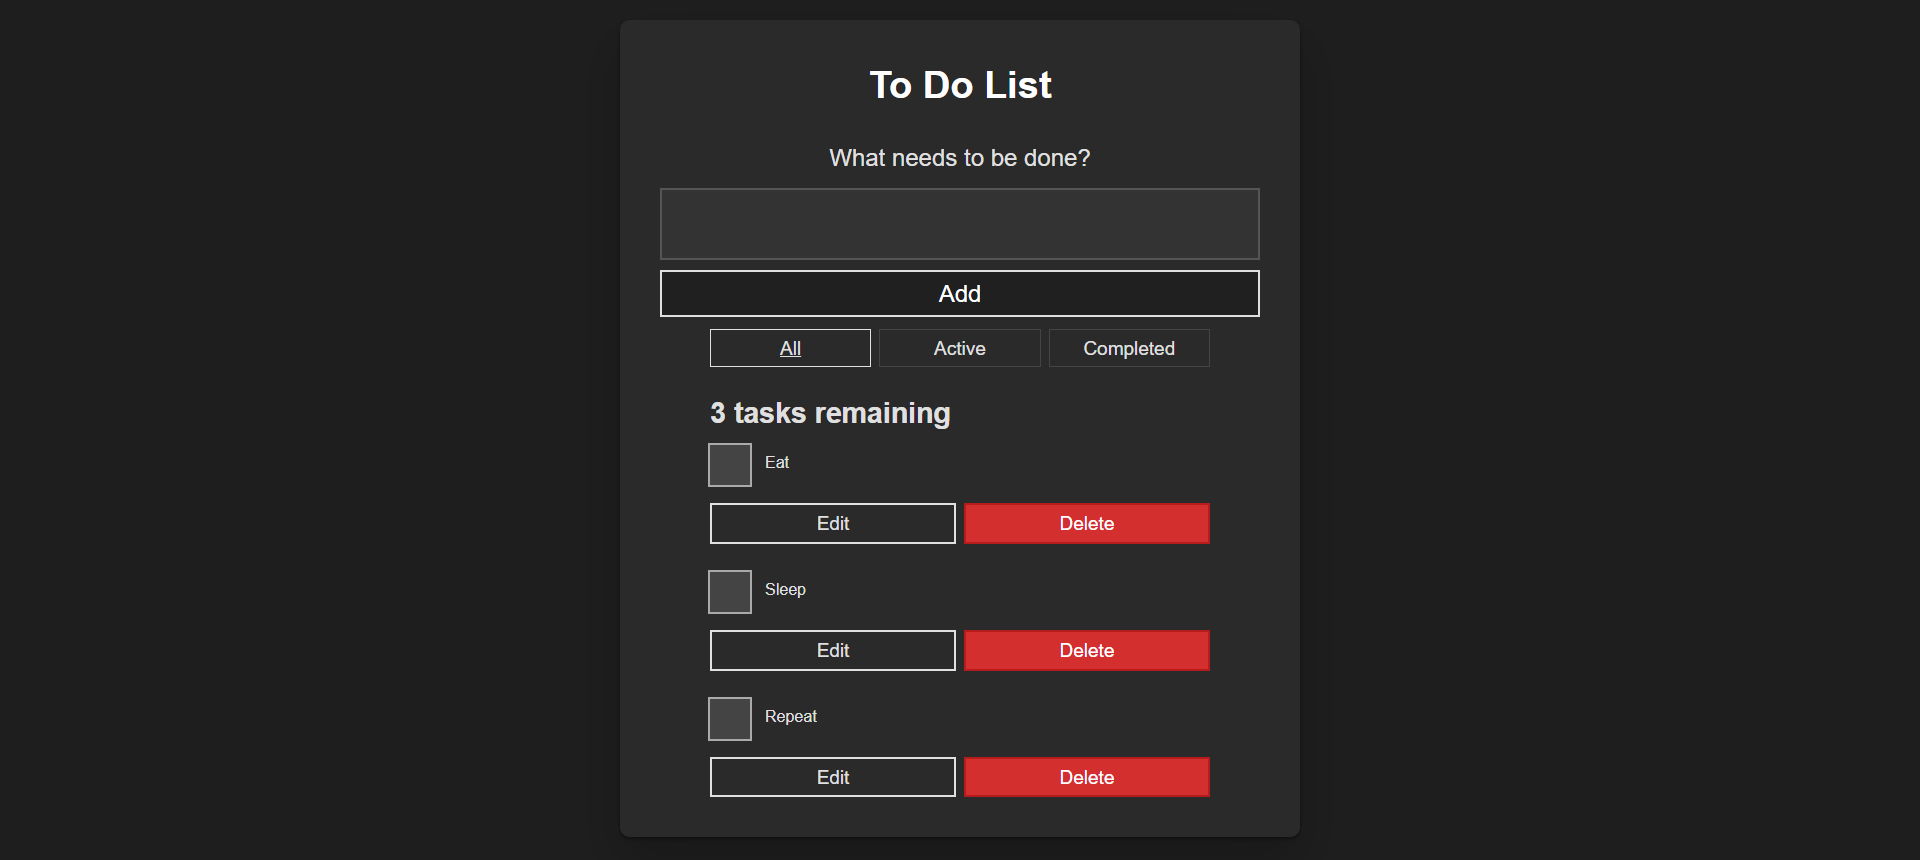 To Do List
What needs to be done?
Add
All Active Completed
3 tasks remaining
Eat
Edit Delete
Sleep
Edit Delete
Repeat
Edit Delete